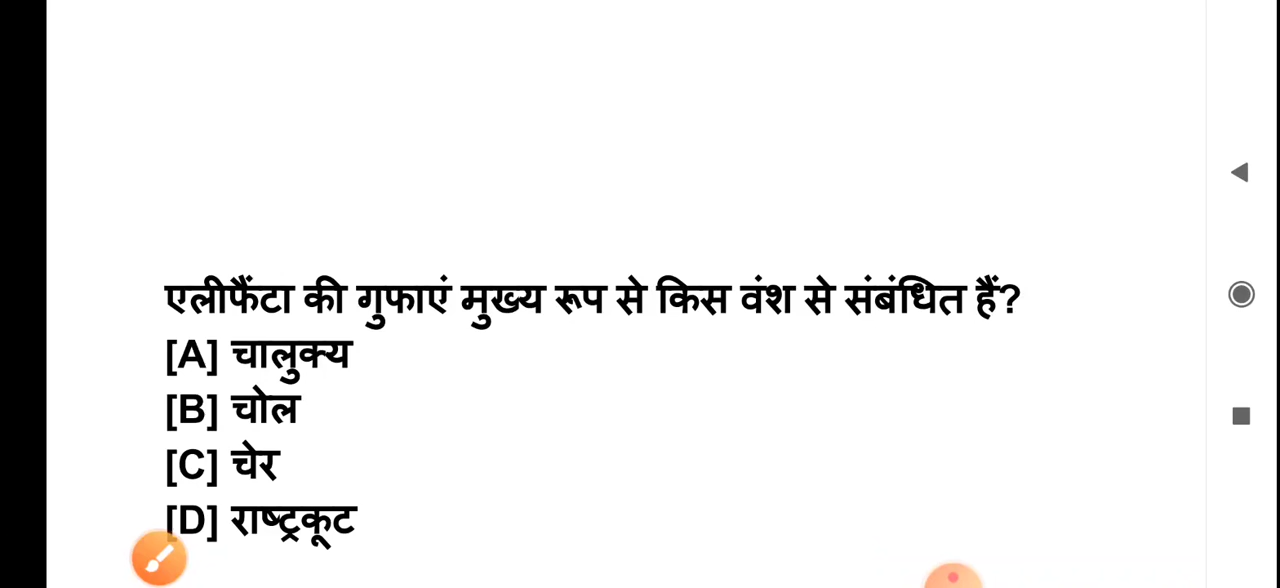 एलीफैंटा की गुफाएं मुख्य रूप से किस वंश से संबंधित हैं?
[A] चालुक्य
[B] चोल
[C] चेर
[D] राष्ट्रकूट